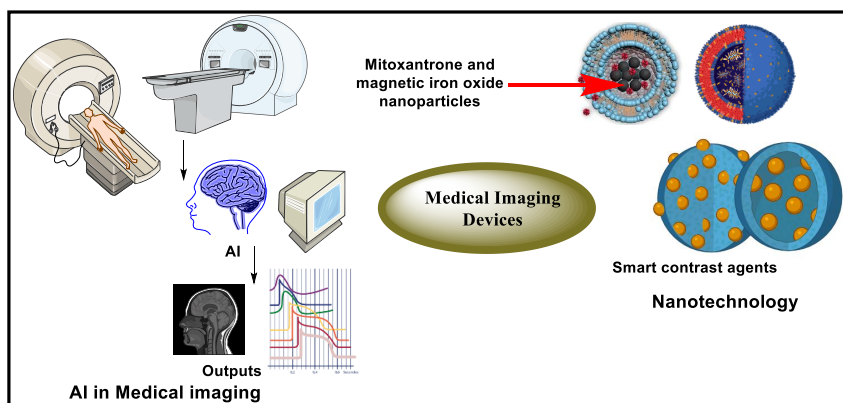 Mitoxantrone and
magnetic iron oxide
nanoparticles
Medical Imaging
Devices
AI
Smart contrast agents
Nanotechnology
Outputs
AI in Medical imaging